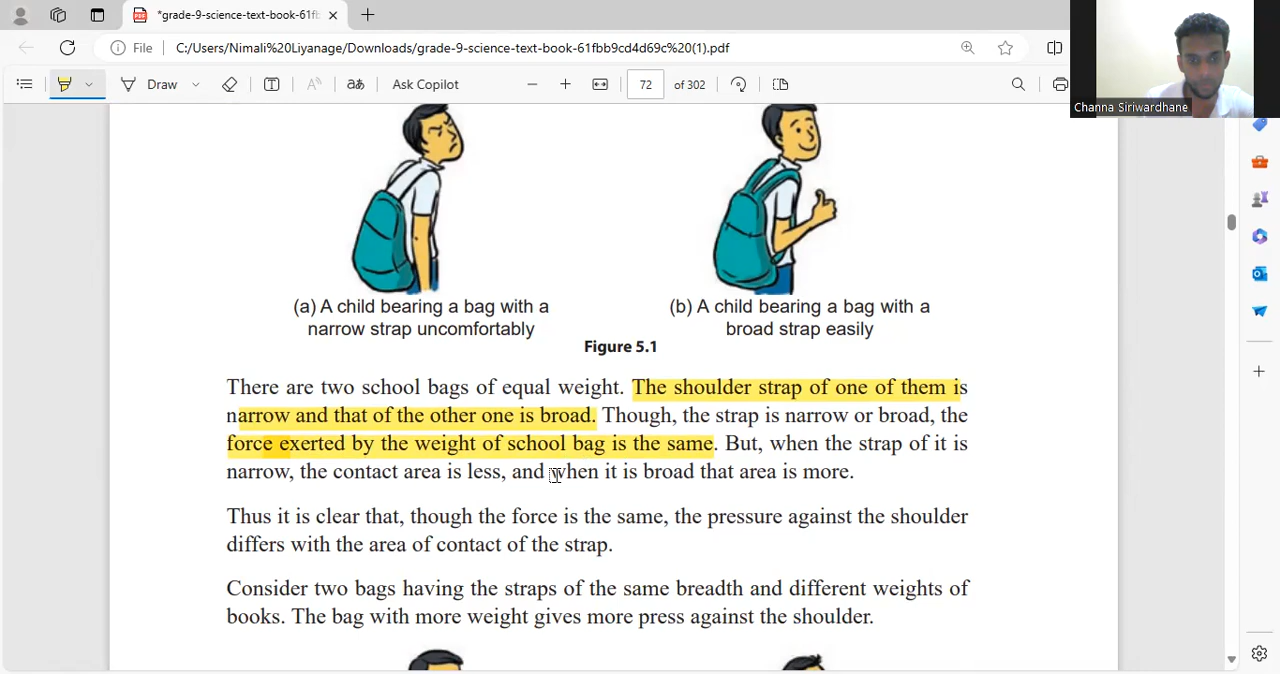 *grade-9-science-text-book-61fb
File
C:/Users/Nimali%20Liyanage/Downloads/grade-9-science-text-book-61fbb9cd4d69c%20(1).pdf
Draw
Ask Copilot
72
of 302
Channa Siriwardhane
(a) A child bearing a bag with a
narrow strap uncomfortably
(b) A child bearing a bag with a
broad strap easily
Figure 5.1
There are two school bags of equal weight. The shoulder strap of one of them is
narrow and that of the other one is broad. Though, the strap is narrow or broad, the
force exerted by the weight of school bag is the same. But, when the strap of it is
narrow, the contact area is less, and when it is broad that area is more.
Thus it is clear that, though the force is the same, the pressure against the shoulder
differs with the area of contact of the strap.
Consider two bags having the straps of the same breadth and different weights of
books. The bag with more weight gives more press against the shoulder.